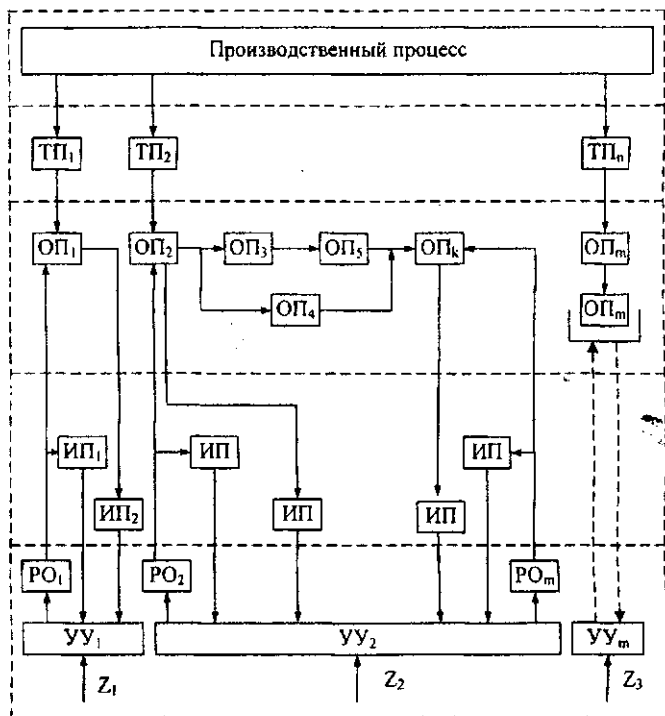 Производственный процесс
ТП₁ ТП₂ ТПₙ
ОП₁ ОП₂ ОП₃ ОП₅ ОПₖ ОПₘ
ОП₄ ОПₘ
ИП₁ ИП ИП
ИП₂ ИП ИП
РО₁ РО₂ РОₘ
УУ₁ УУ₂ УУₘ
Z₁ Z₂ Z₃